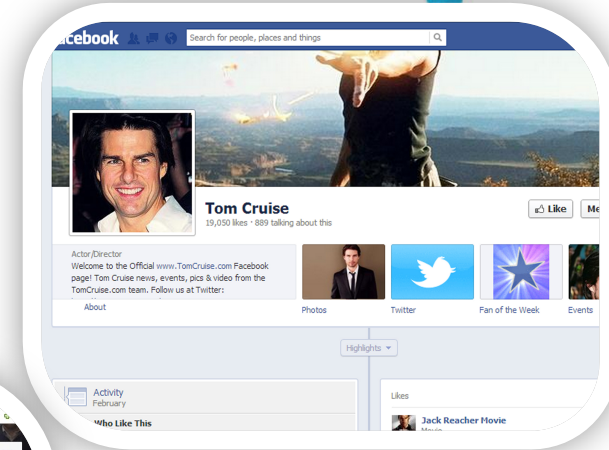 cebook
Search for people, places and things
Tom Cruise
19,050 likes · 889 talking about this
Like
Me
Actor/Director
Welcome to the Official www.TomCruise.com Facebook
page! Tom Cruise news, events, pics & video from the
TomCruise.com team. Follow us at Twitter:
About
Photos
Twitter
Fan of the Week
Events
Highlights
Activity
February
Who Like This
Likes
Jack Reacher Movie
Movie